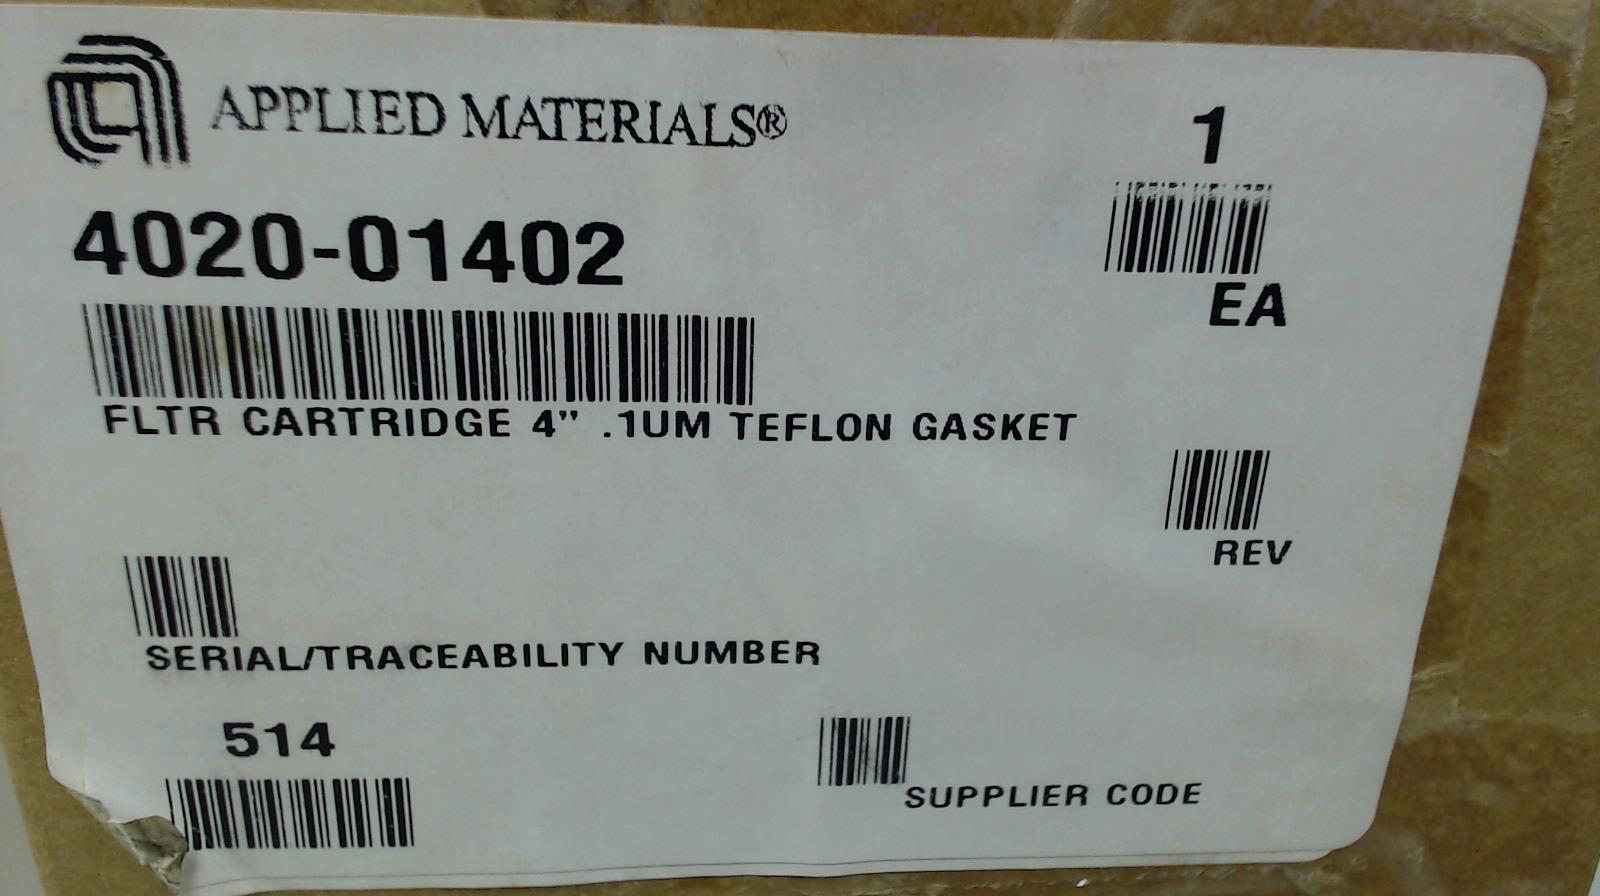 APPLIED MATERIALS®
1
4020-01402
EA
FLTR CARTRIDGE 4" .1UM TEFLON GASKET
REV
SERIAL/TRACEABILITY NUMBER
514
SUPPLIER CODE